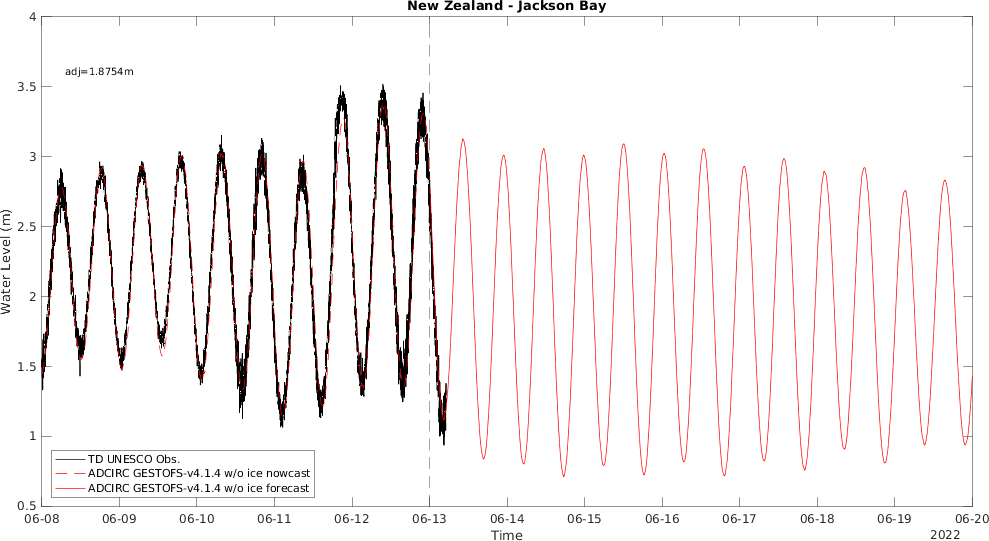 New Zealand - Jackson Bay
adj=1.8754m
Water Level (m)
4
3.5
3
2.5
2
1.5
1
0.5
TD UNESCO Obs.
ADCIRC GESTOFS-v4.1.4 w/o ice nowcast
ADCIRC GESTOFS-v4.1.4 w/o ice forecast
06-08 06-09 06-10 06-11 06-12 06-13 06-14 06-15 06-16 06-17 06-18 06-19 06-20
Time
2022